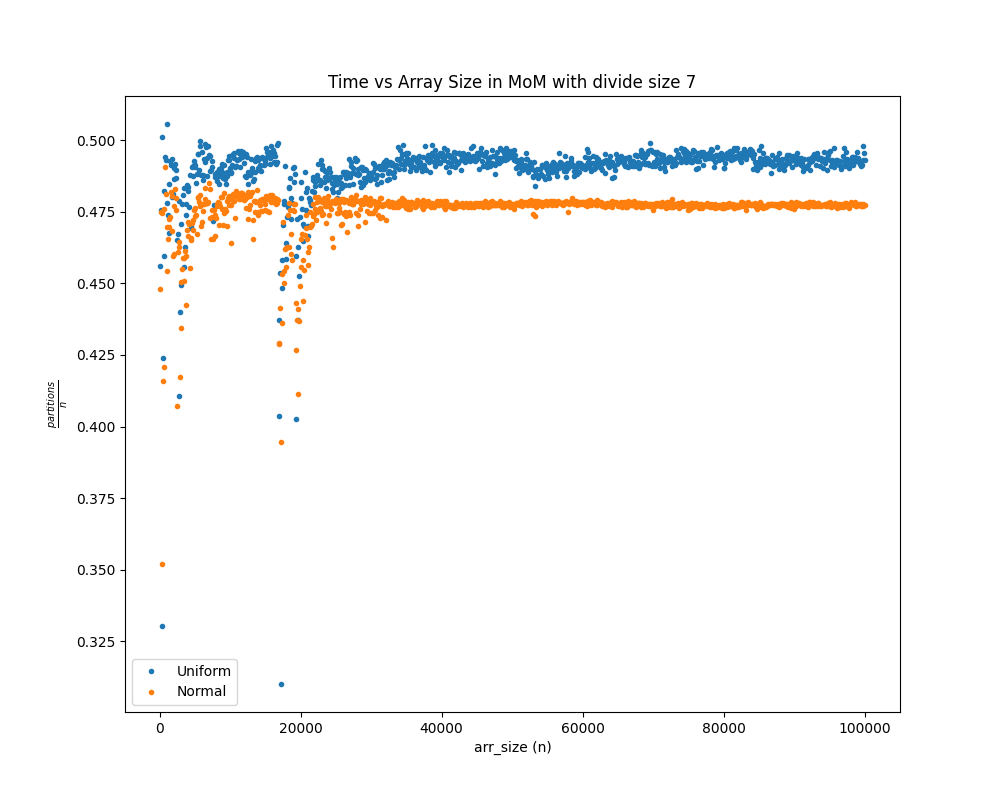 Time vs Array Size in MoM with divide size 7
0.500
0.475
0.450
0.425
0.400
0.375
0.350
0.325
partitions
n
Uniform
Normal
0 20000 40000 60000 80000 100000
arr_size (n)